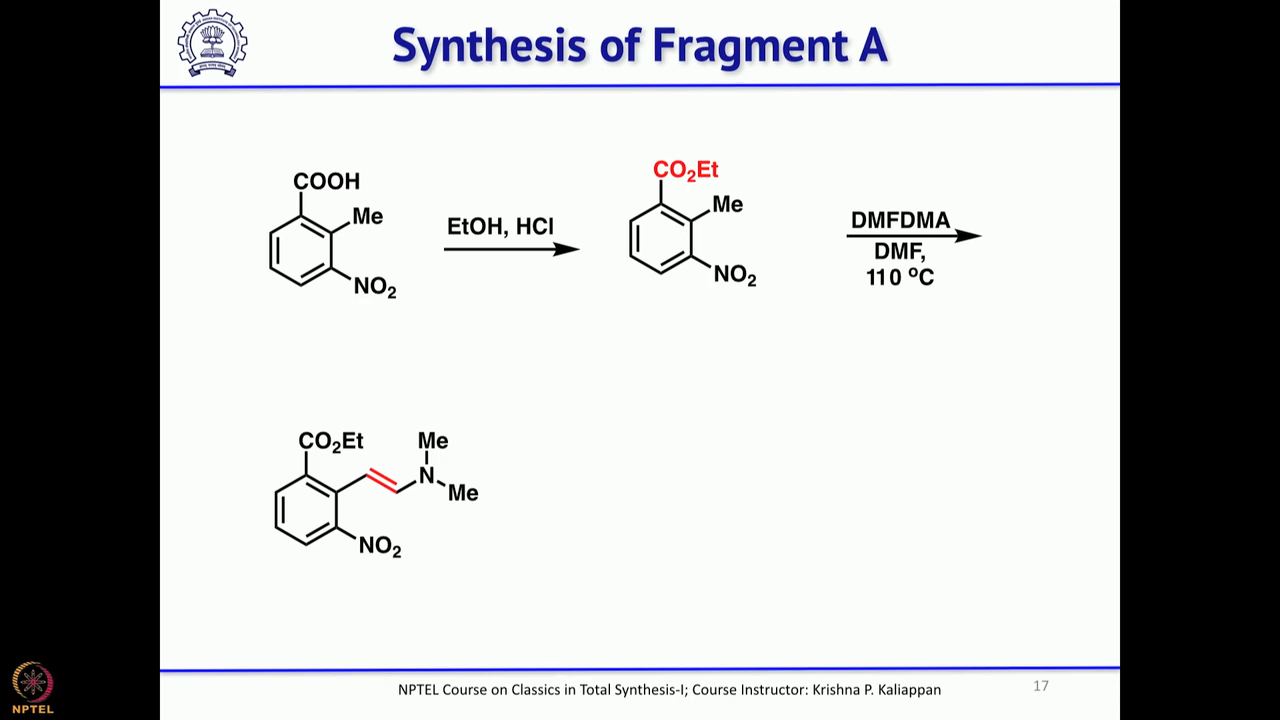 Synthesis of Fragment A
COOH
Me
NO₂
EtOH, HCl
CO₂Et
Me
NO₂
DMFDMA
DMF,
110 ºC
CO₂Et
Me
N
Me
NO₂
NPTEL
NPTEL Course on Classics in Total Synthesis-I; Course Instructor: Krishna P. Kaliappan
17